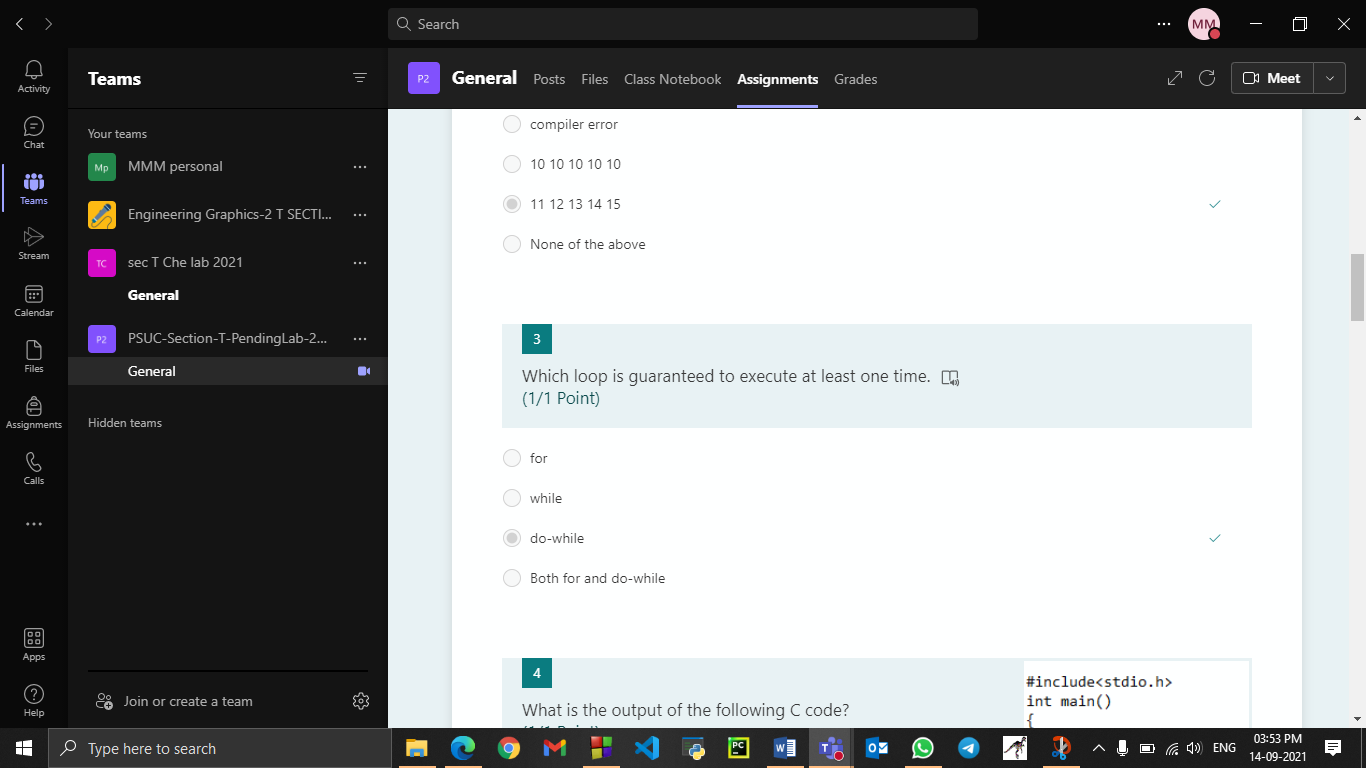 Search
MM
Activity
Chat
Teams
Stream
Calendar
Files
Assignments
Calls
Apps
Help
Teams
Your teams
Mp MMM personal
Engineering Graphics-2 T SECTI...
TC sec T Che lab 2021
General
P2 PSUC-Section-T-PendingLab-2...
General
Hidden teams
Join or create a team
P2 General Posts Files Class Notebook Assignments Grades Meet
compiler error
10 10 10 10 10
11 12 13 14 15
None of the above
3
Which loop is guaranteed to execute at least one time.
(1/1 Point)
for
while
do-while
Both for and do-while
4
What is the output of the following C code?
(1/1 Point)
#include<stdio.h>
int main()
{
Type here to search
PC
ENG
03:53 PM
14-09-2021